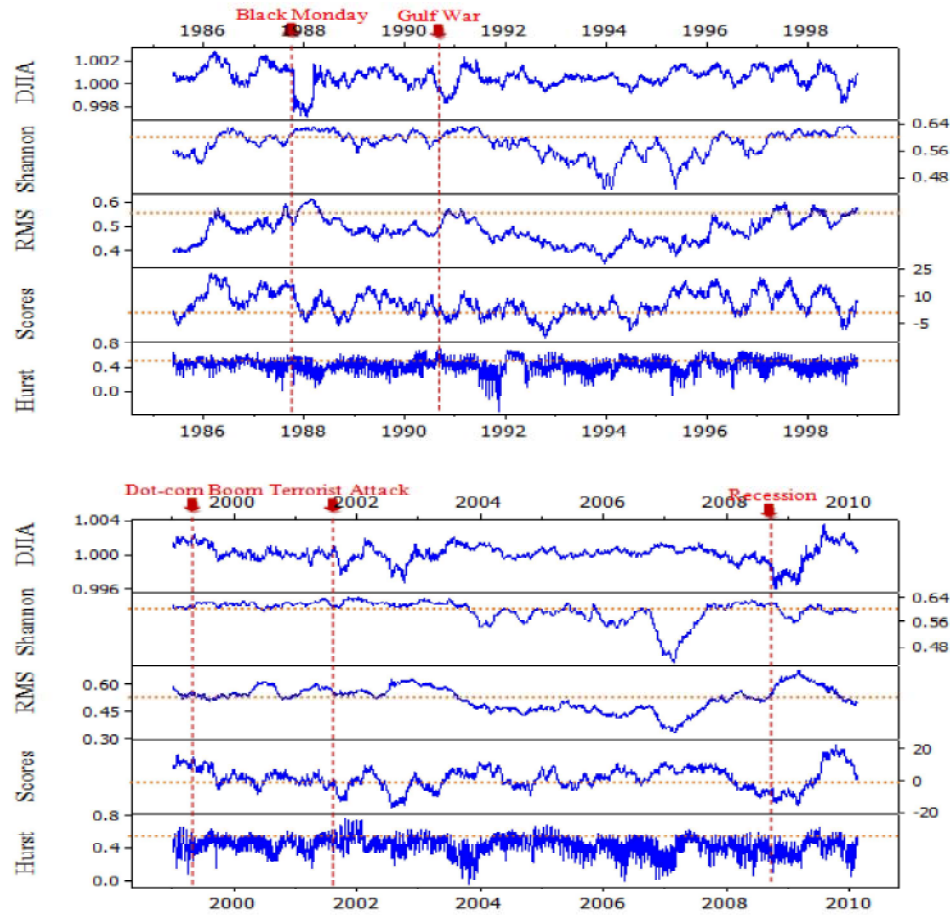 Black Monday Gulf War
1986 1988 1990 1992 1994 1996 1998
DJIA 1.002 1.000 0.998
Shannon 0.64 0.56 0.48
RMS 0.6 0.5 0.4
Scores 25 10 -5
Hurst 0.8 0.4 0.0
1986 1988 1990 1992 1994 1996 1998
Dot-com Boom Terrorist Attack Recession
2000 2002 2004 2006 2008 2010
DJIA 1.004 1.000 0.996
Shannon 0.64 0.56 0.48
RMS 0.60 0.45 0.30
Scores 20 0 -20
Hurst 0.8 0.4 0.0
2000 2002 2004 2006 2008 2010